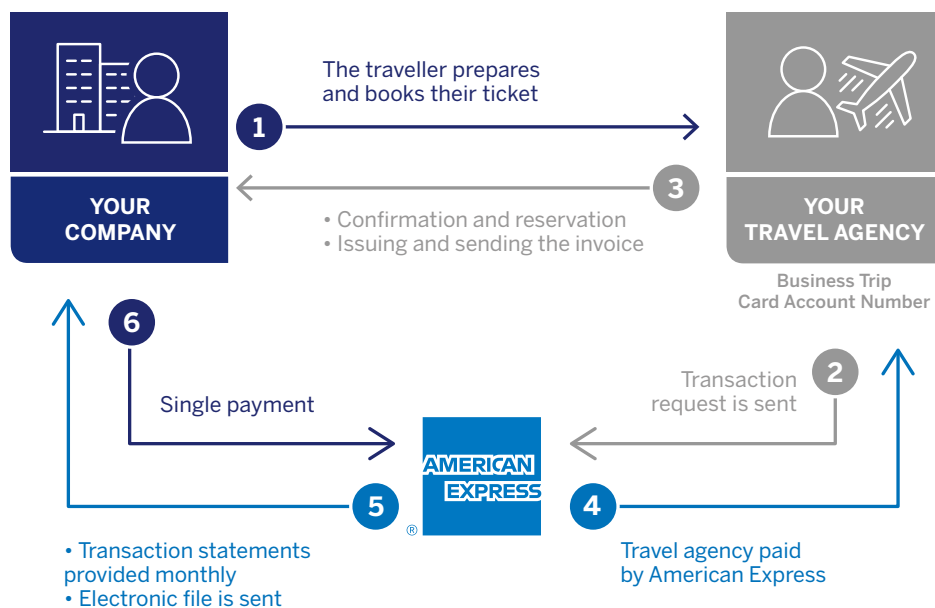 The traveller prepares
and books their ticket
1
3
YOUR
COMPANY
• Confirmation and reservation
• Issuing and sending the invoice
YOUR
TRAVEL AGENCY
Business Trip
Card Account Number
6
2
Transaction
request is sent
Single payment
AMERICAN
EXPRESS
®
5
4
• Transaction statements
provided monthly
• Electronic file is sent
Travel agency paid
by American Express